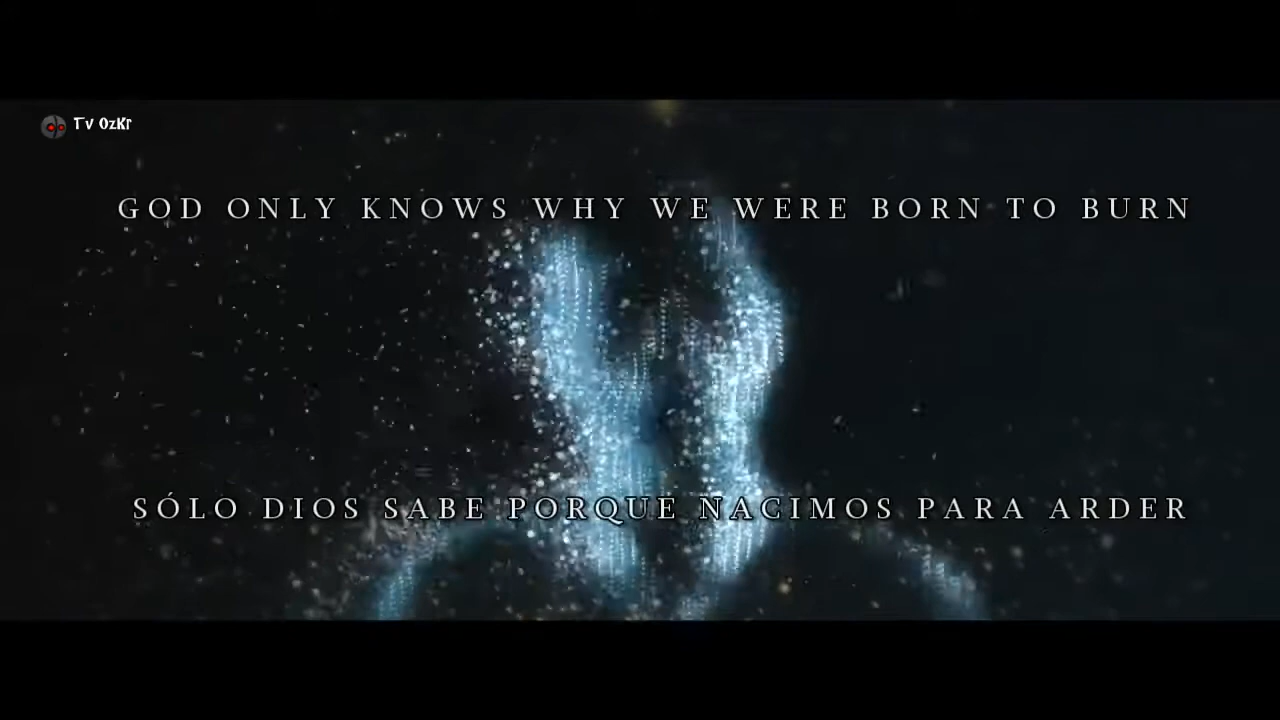 Tv OzKr
GOD ONLY KNOWS WHY WE WERE BORN TO BURN
SÓLO DIOS SABE PORQUE NACIMOS PARA ARDER